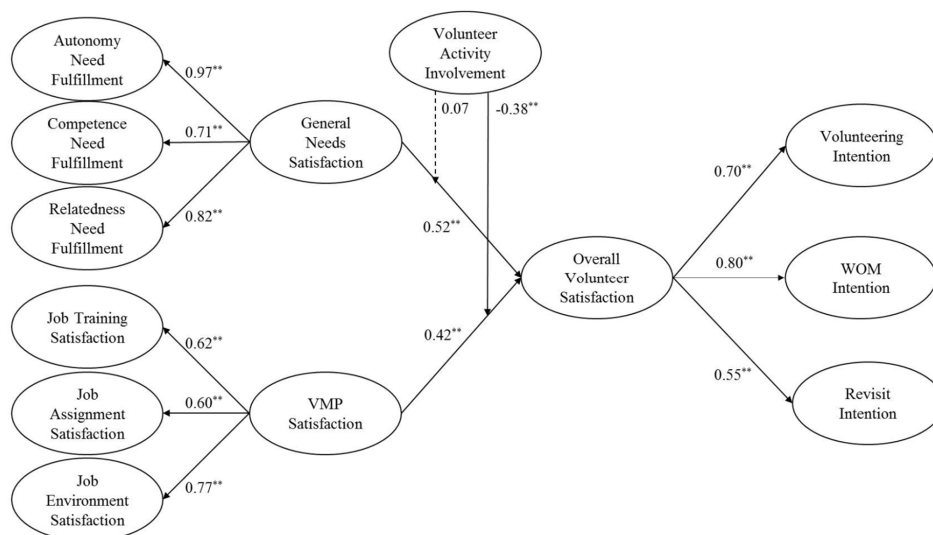 Autonomy
Need
Fulfillment
Competence
Need
Fulfillment
Relatedness
Need
Fulfillment
Job Training
Satisfaction
Job
Assignment
Satisfaction
Job
Environment
Satisfaction
0.97**
0.71**
0.82**
0.62**
0.60**
0.77**
General
Needs
Satisfaction
VMP
Satisfaction
Volunteer
Activity
Involvement
0.07
-0.38**
0.52**
0.42**
Overall
Volunteer
Satisfaction
0.70**
0.80**
0.55**
Volunteering
Intention
WOM
Intention
Revisit
Intention